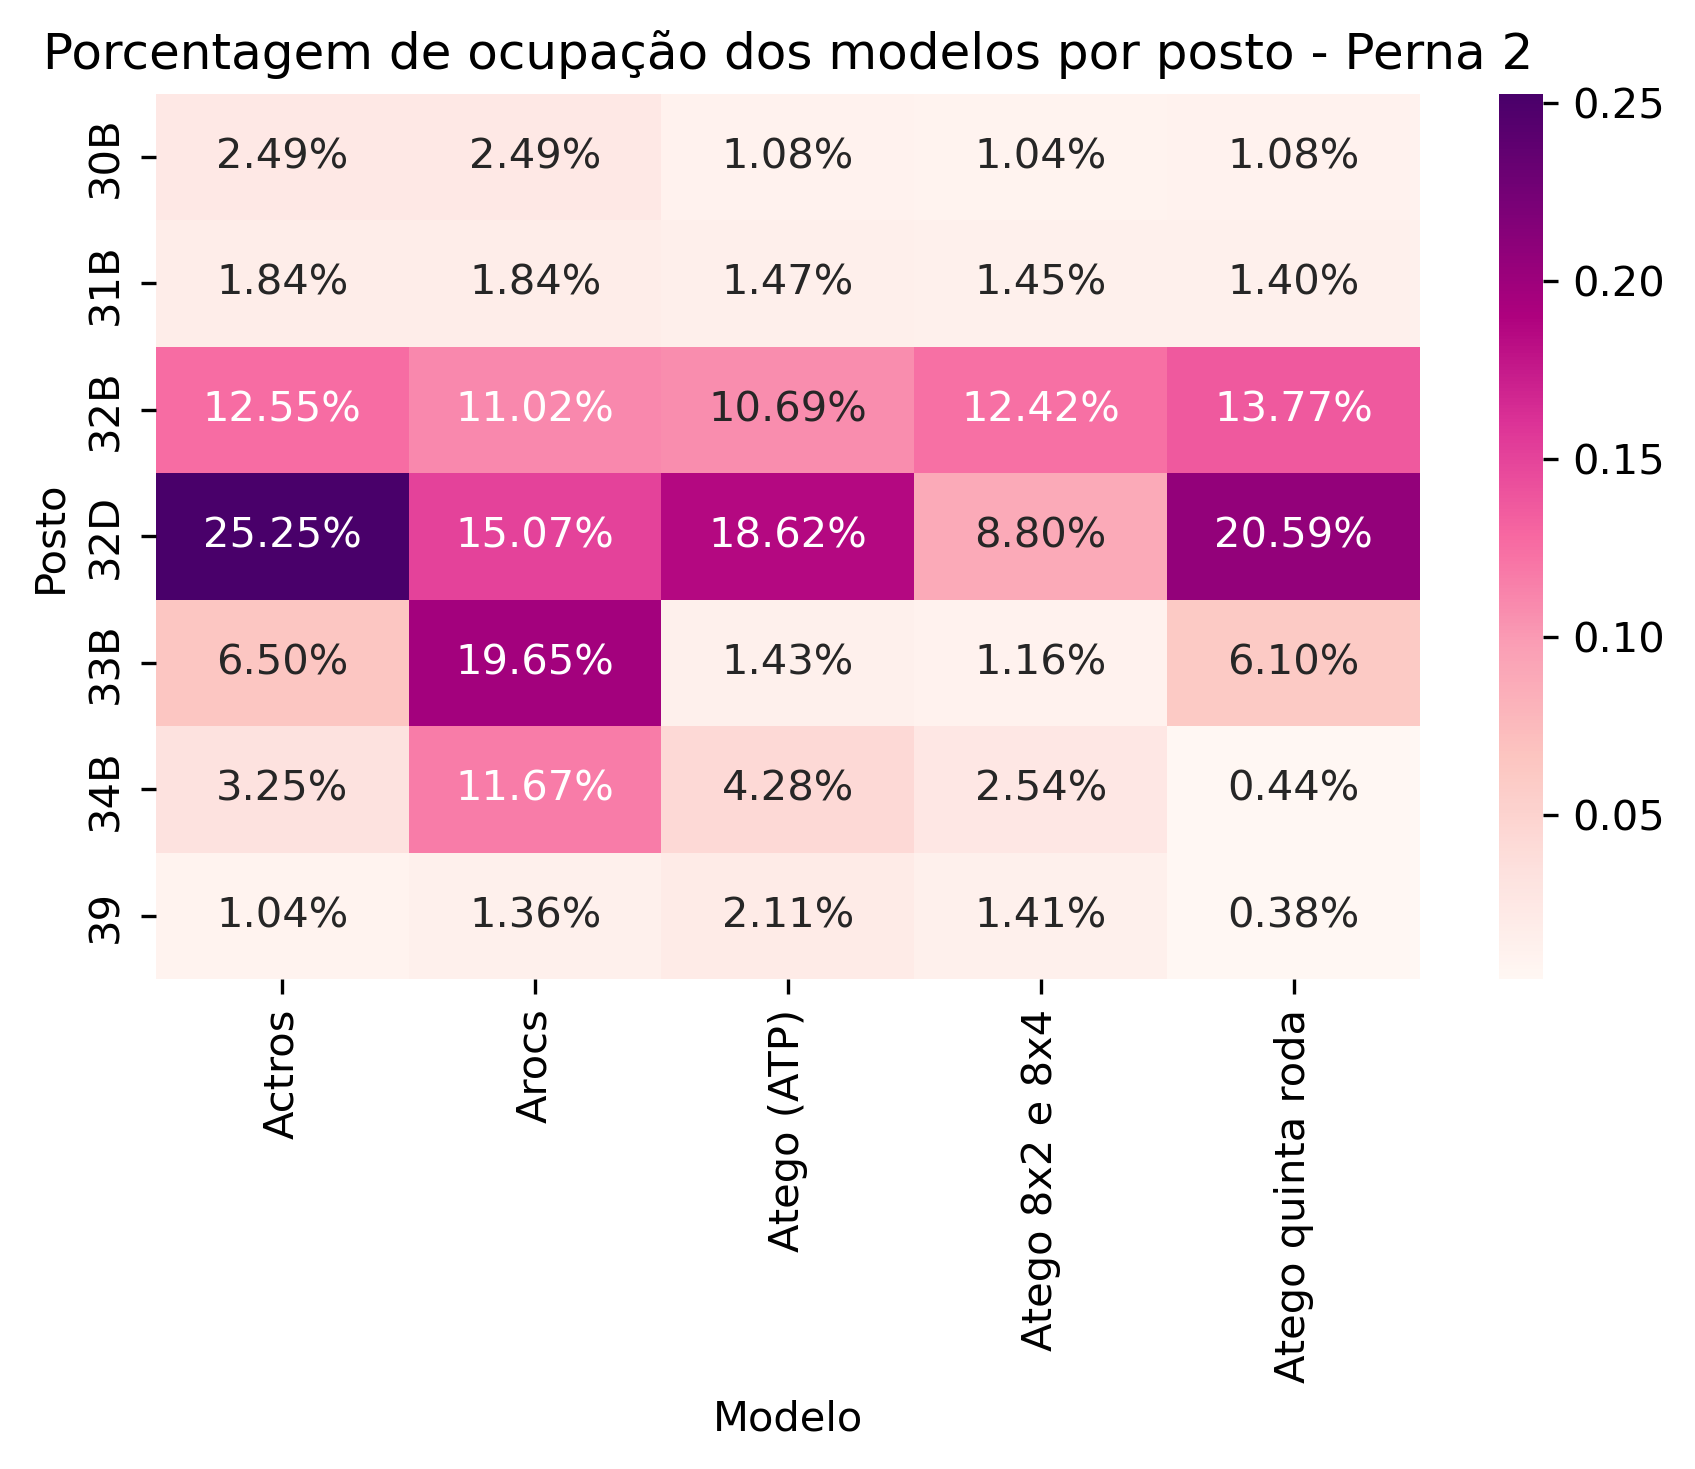 Porcentagem de ocupação dos modelos por posto - Perna 2
Posto
30B 2.49% 2.49% 1.08% 1.04% 1.08%
31B 1.84% 1.84% 1.47% 1.45% 1.40%
32B 12.55% 11.02% 10.69% 12.42% 13.77%
32D 25.25% 15.07% 18.62% 8.80% 20.59%
33B 6.50% 19.65% 1.43% 1.16% 6.10%
34B 3.25% 11.67% 4.28% 2.54% 0.44%
39 1.04% 1.36% 2.11% 1.41% 0.38%
Actros
Arocs
Atego (ATP)
Atego 8x2 e 8x4
Atego quinta roda
Modelo
0.25
0.20
0.15
0.10
0.05